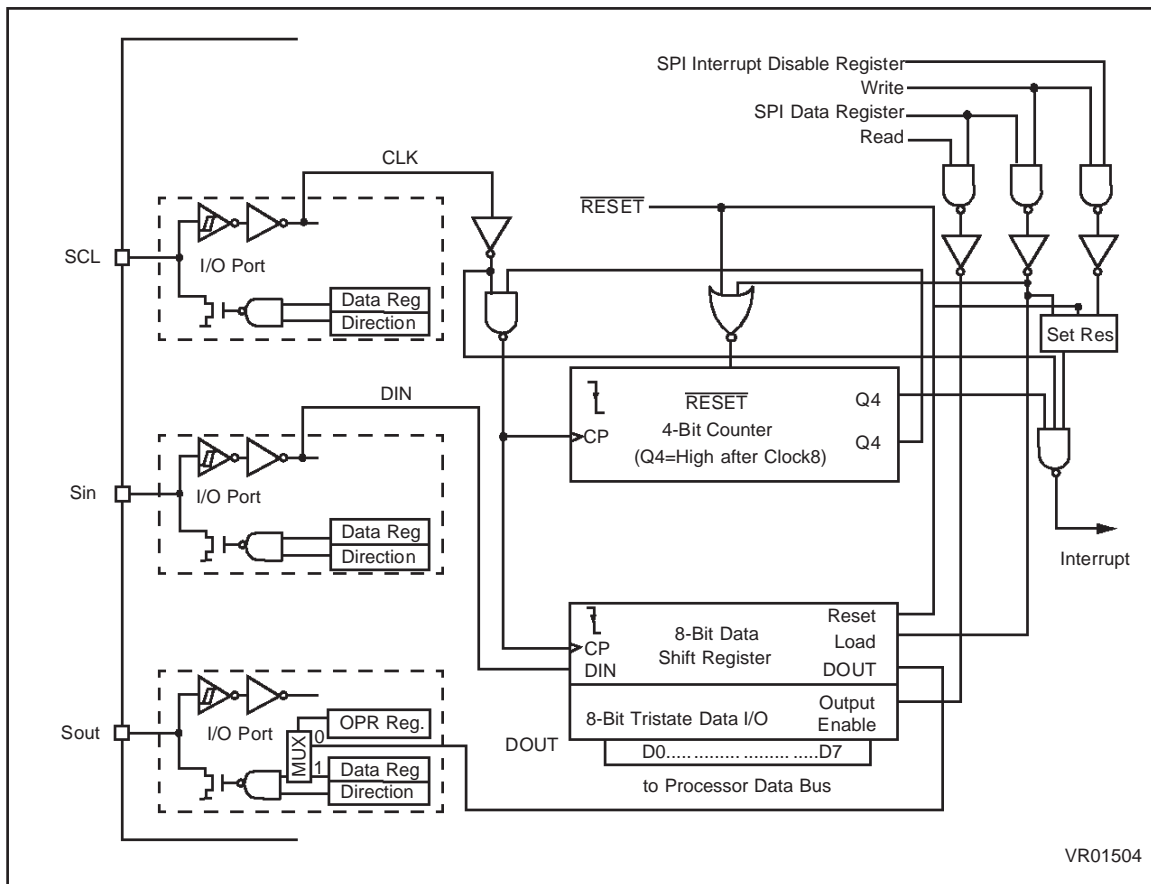 SPI Interrupt Disable Register
Write
SPI Data Register
Read
CLK
RESET
SCL
I/O Port
Data Reg
Direction
Set Res
DIN
RESET
Q4
4-Bit Counter
CP
Q4
(Q4=High after Clock8)
Sin
I/O Port
Data Reg
Direction
Interrupt
Reset
8-Bit Data
Load
CP
Shift Register
DIN
DOUT
Output
Enable
8-Bit Tristate Data I/O
Sout
I/O Port
OPR Reg.
MUX
0
1
Data Reg
Direction
DOUT
D0..... ......... ......... .....D7
to Processor Data Bus
VR01504